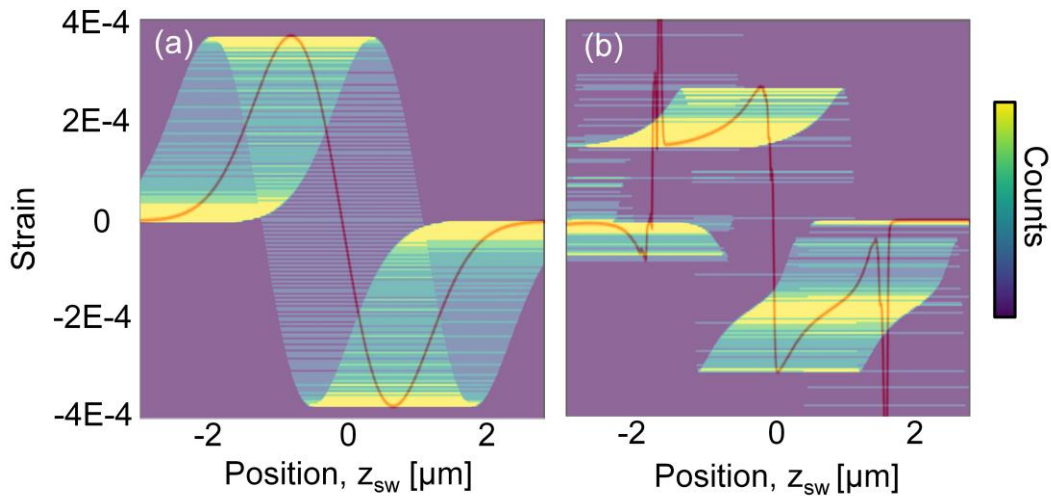 4E-4
2E-4
0
-2E-4
-4E-4
Strain
(a)
-2
0
2
Position, z_sw [µm]
(b)
-2
0
2
Position, z_sw [µm]
Counts